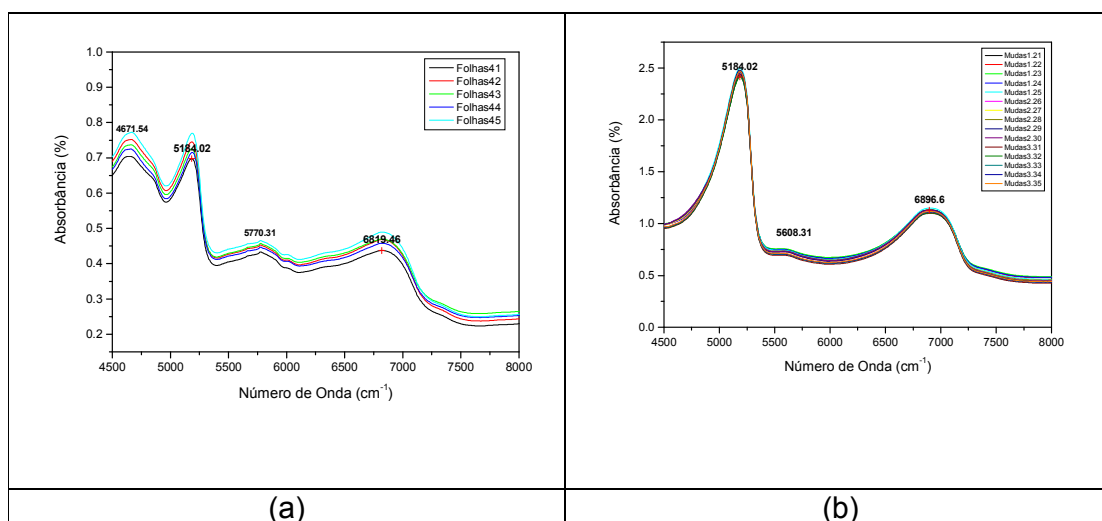 1.0
0.9
0.8
0.7
0.6
0.5
0.4
0.3
0.2
Absorbância (%)
4671.54
5184.02
5770.31
6819.46
Folhas41
Folhas42
Folhas43
Folhas44
Folhas45
4500 5000 5500 6000 6500 7000 7500 8000
Número de Onda (cm-1)
(a)
2.5
2.0
1.5
1.0
0.5
0.0
Absorbância (%)
5184.02
5608.31
6896.6
Mudas1.21
Mudas1.22
Mudas1.23
Mudas1.24
Mudas1.25
Mudas2.26
Mudas2.27
Mudas2.28
Mudas2.29
Mudas2.30
Mudas3.31
Mudas3.32
Mudas3.33
Mudas3.34
Mudas3.35
4500 5000 5500 6000 6500 7000 7500 8000
Número de Onda (cm-1)
(b)